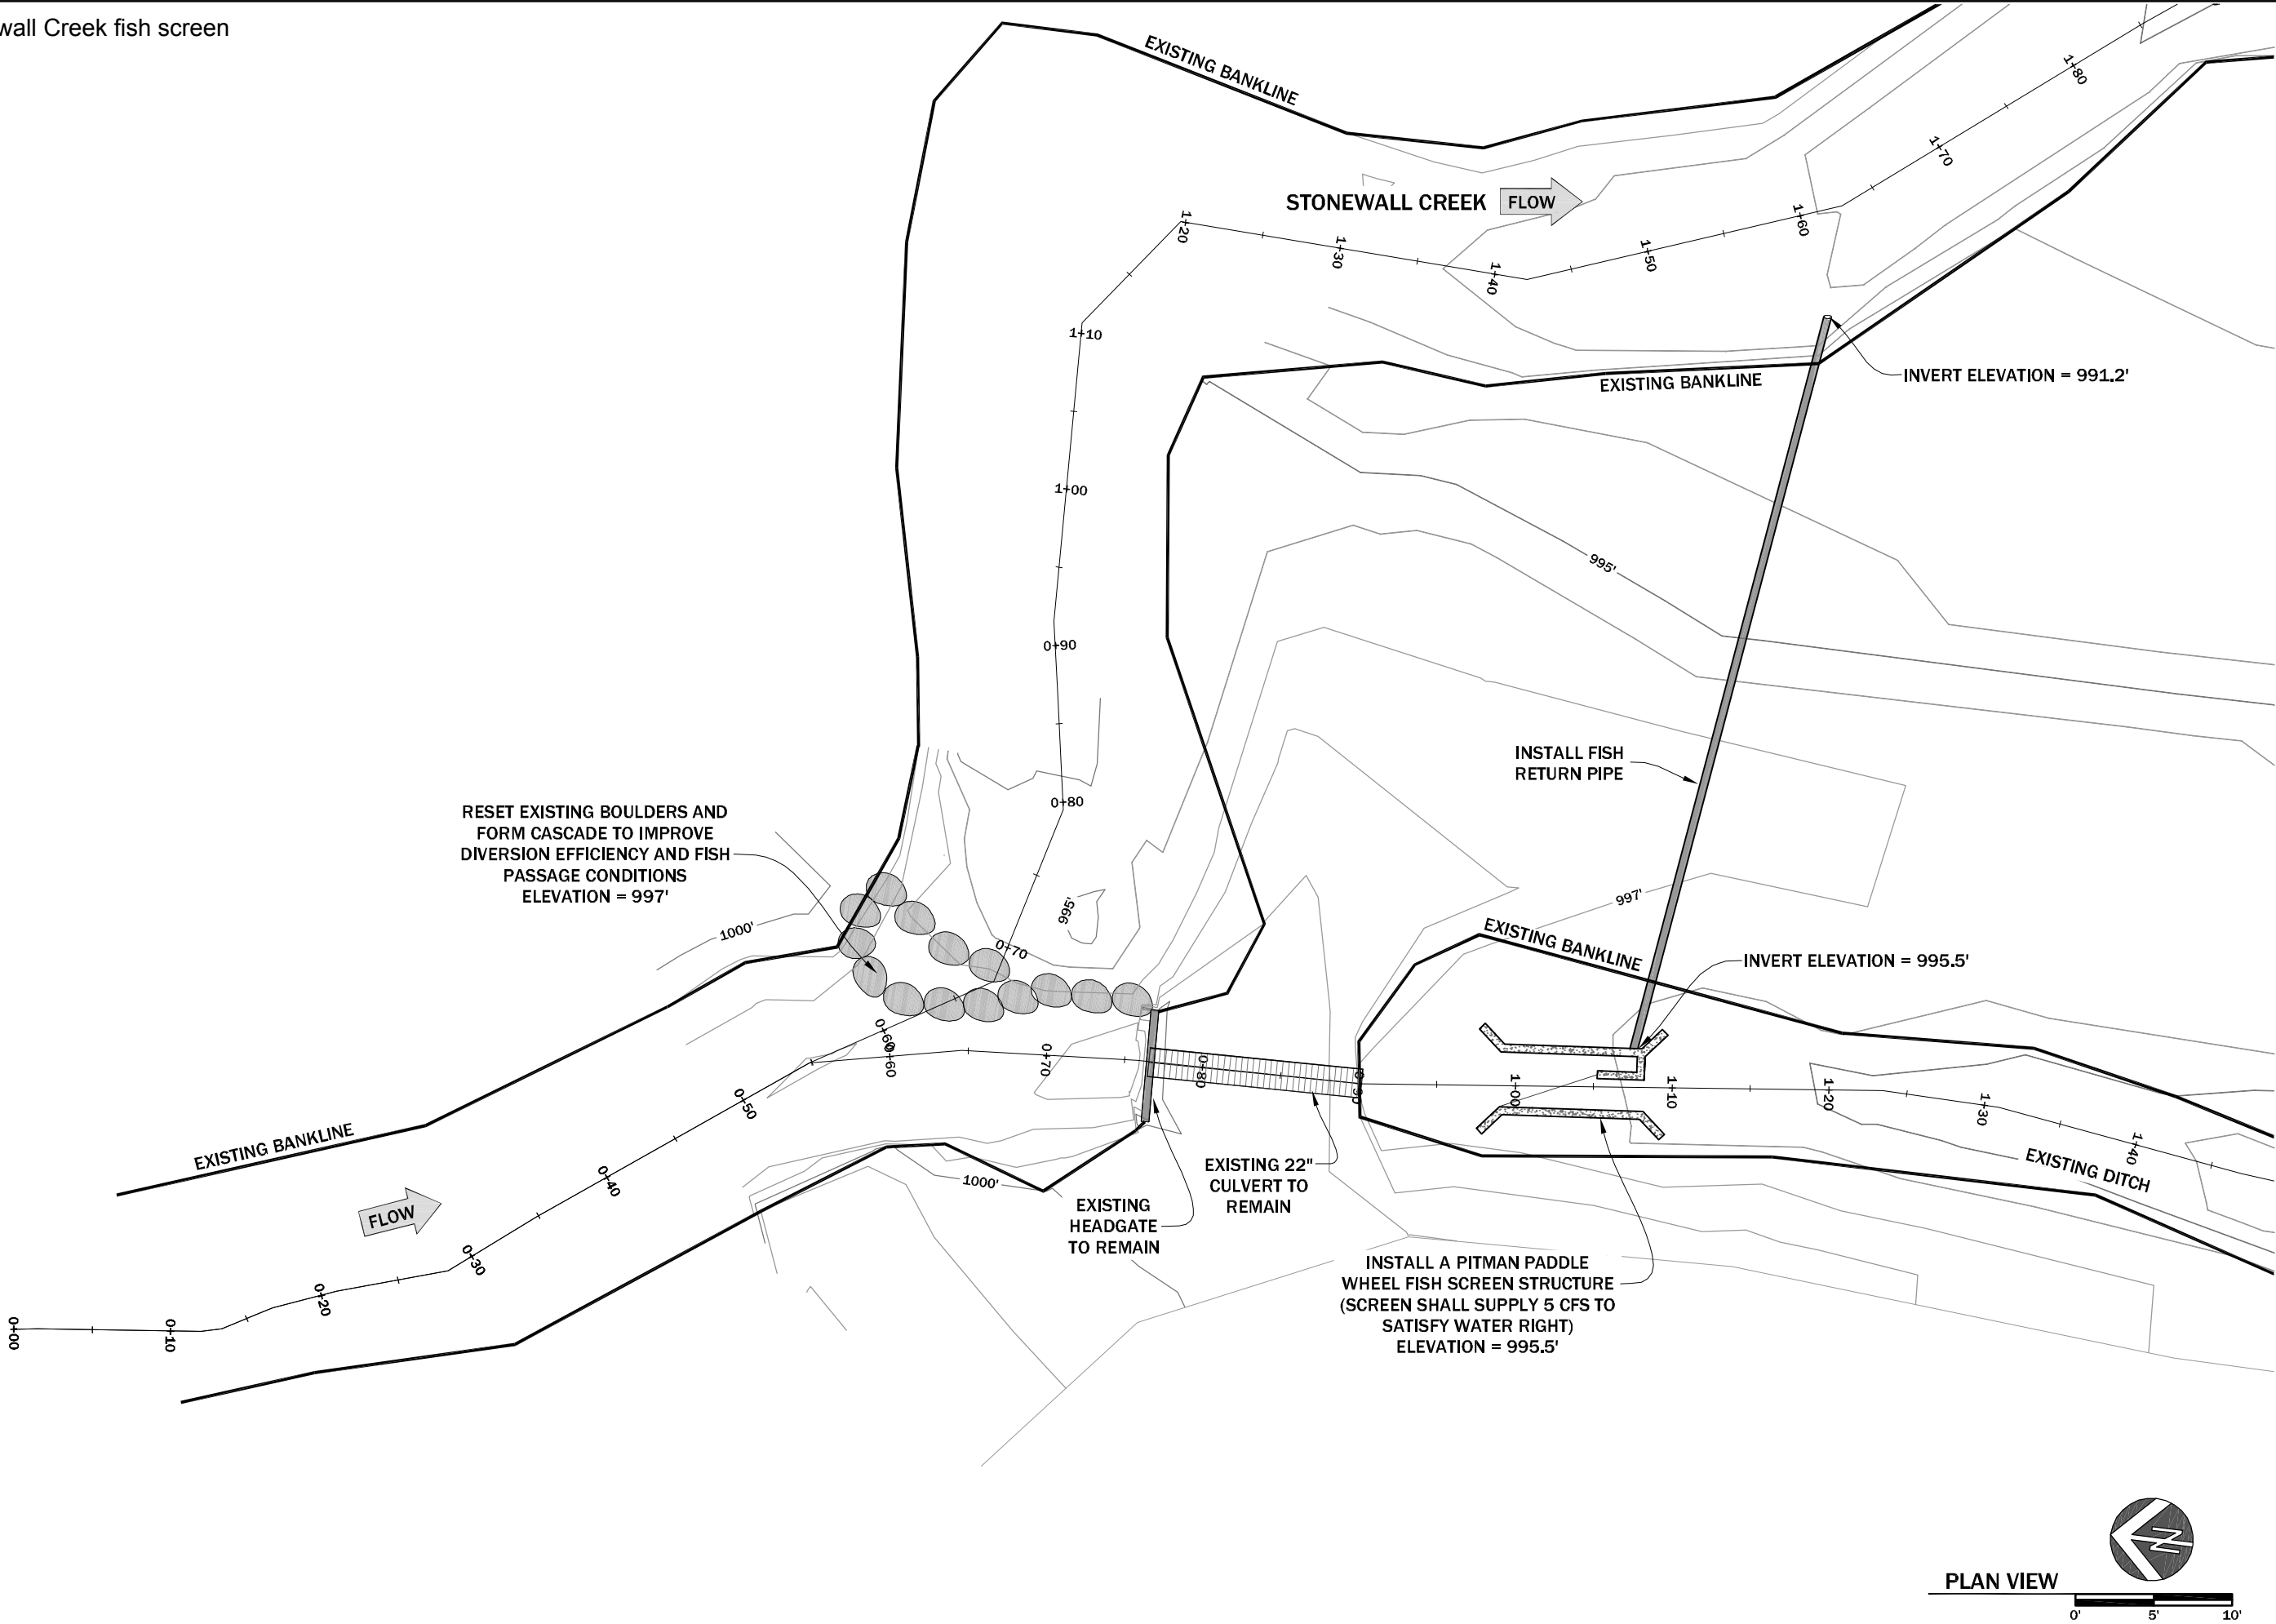 wall Creek fish screen
EXISTING BANKLINE
1+80
1+70
STONEWALL CREEK
FLOW
1+20
1+30
1+40
1+50
1+60
1+10
INVERT ELEVATION = 991.2'
EXISTING BANKLINE
1+00
995'
0+90
INSTALL FISH
RETURN PIPE
0+80
RESET EXISTING BOULDERS AND
FORM CASCADE TO IMPROVE
DIVERSION EFFICIENCY AND FISH
PASSAGE CONDITIONS
ELEVATION = 997'
1000'
995'
997'
0+70
EXISTING BANKLINE
INVERT ELEVATION = 995.5'
0+60
0+60
0+70
0+80
0+90
1+00
1+10
1+20
1+30
1+40
0+50
EXISTING BANKLINE
0+40
FLOW
0+30
0+20
0+10
0+00
1000'
EXISTING
HEADGATE
TO REMAIN
EXISTING 22"
CULVERT TO
REMAIN
EXISTING DITCH
INSTALL A PITMAN PADDLE
WHEEL FISH SCREEN STRUCTURE
(SCREEN SHALL SUPPLY 5 CFS TO
SATISFY WATER RIGHT)
ELEVATION = 995.5'
N
PLAN VIEW
0' 5' 10'